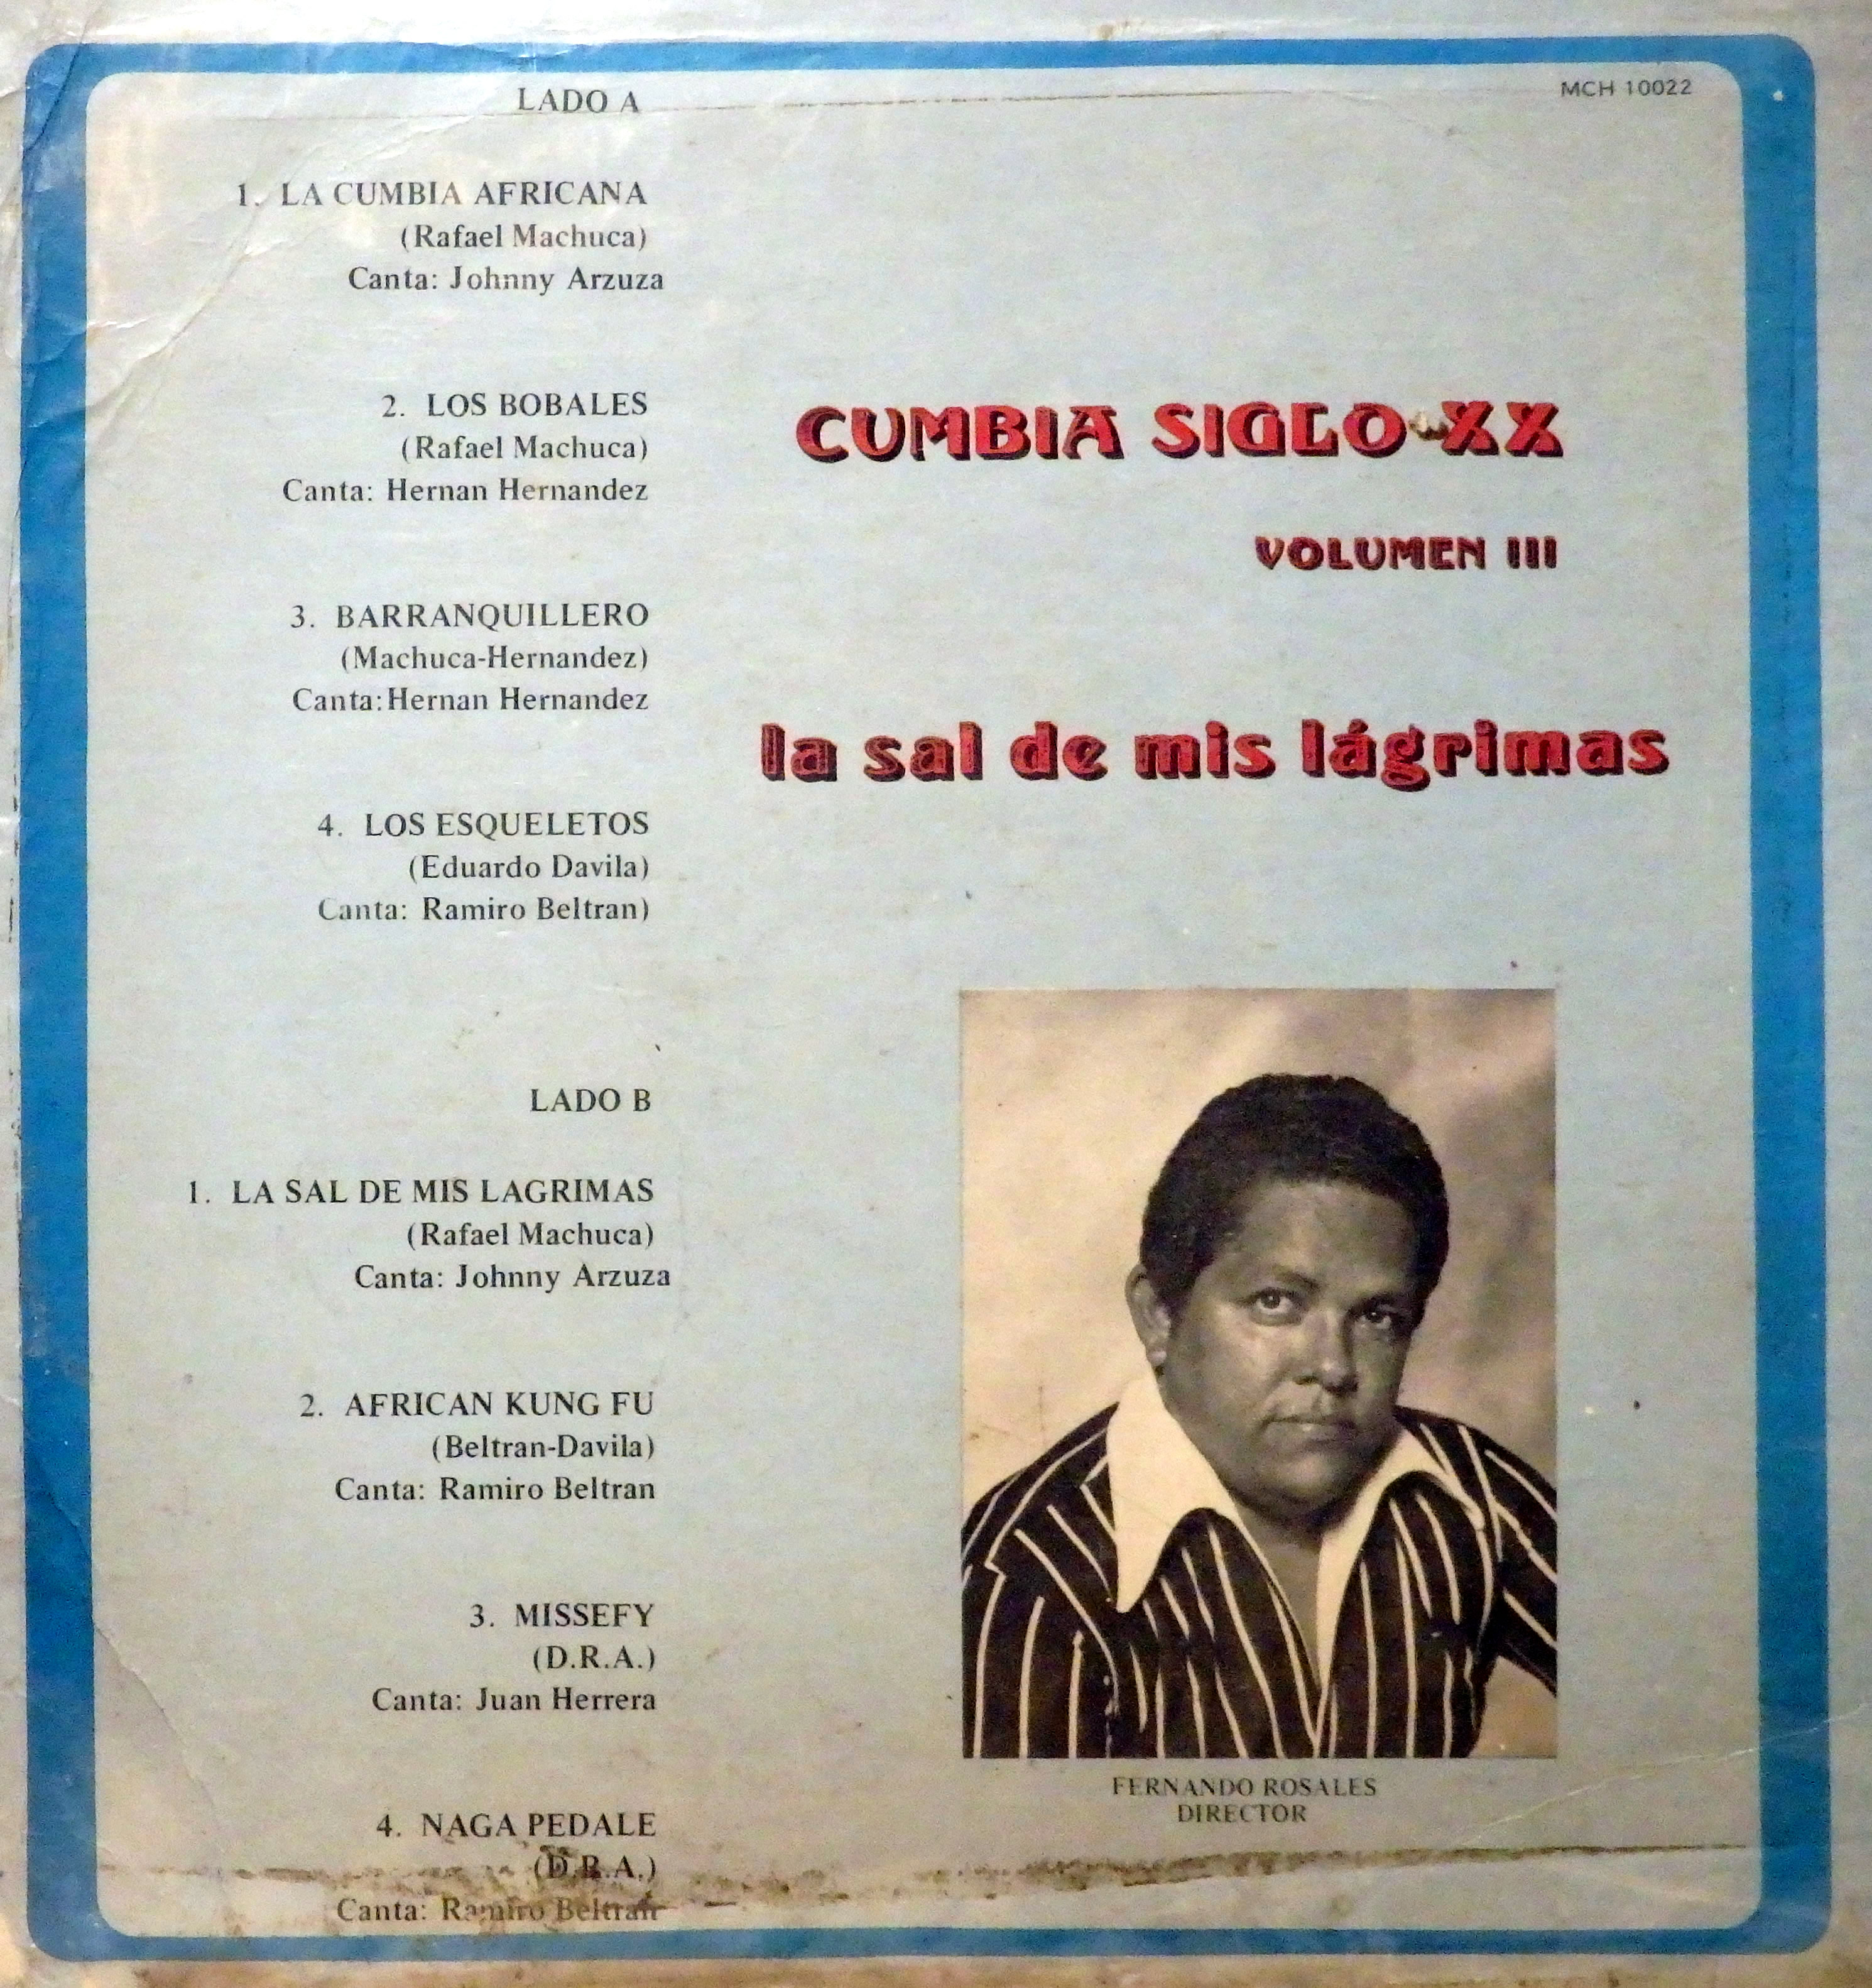 MCH 10022
LADO A
1. LA CUMBIA AFRICANA
(Rafael Machuca)
Canta: Johnny Arzuza
2. LOS BOBALES
(Rafael Machuca)
Canta: Hernan Hernandez
3. BARRANQUILLERO
(Machuca-Hernandez)
Canta:Hernan Hernandez
4. LOS ESQUELETOS
(Eduardo Davila)
Canta: Ramiro Beltran)
LADO B
1. LA SAL DE MIS LAGRIMAS
(Rafael Machuca)
Canta: Johnny Arzuza
2. AFRICAN KUNG FU
(Beltran-Davila)
Canta: Ramiro Beltran
3. MISSEFY
(D.R.A.)
Canta: Juan Herrera
4. NAGA PEDALE
(D.R.A.)
Canta: Ramiro Beltran
CUMBIA SIGLO XX
VOLUMEN III
la sal de mis lágrimas
FERNANDO ROSALES
DIRECTOR